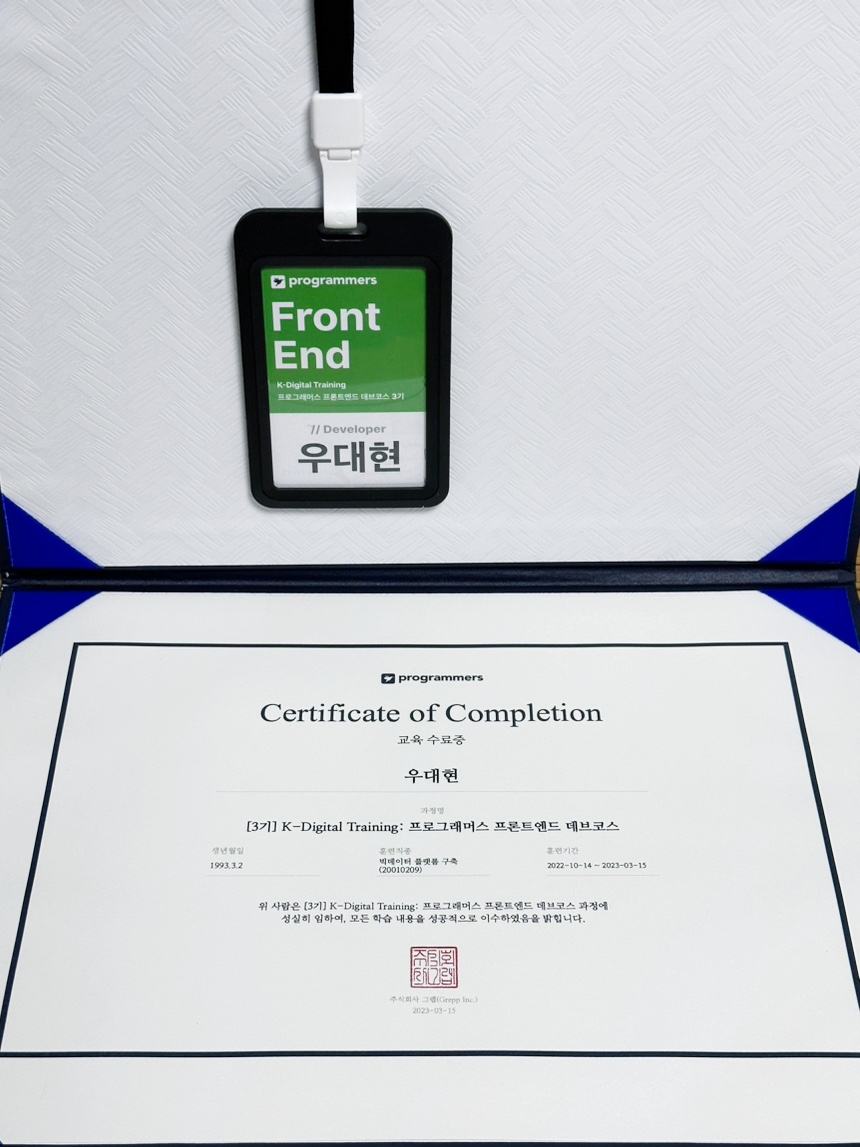 programmers
Front
End
K-Digital Training
프로그래머스 프론트엔드 데브코스 3기
// Developer
우대현
programmers
Certificate of Completion
교육 수료증
우대현
과정명
[3기] K-Digital Training: 프로그래머스 프론트엔드 데브코스
생년월일 훈련직종 훈련기간
1993.3.2 빅데이터 플랫폼 구축 2022-10-14 ~ 2023-03-15
(20010209)
위 사람은 [3기] K-Digital Training: 프로그래머스 프론트엔드 데브코스 과정에
성실히 임하여, 모든 학습 내용을 성공적으로 이수하였음을 밝힙니다.
주식회사 그렙(Grepp Inc.)
2023-03-15